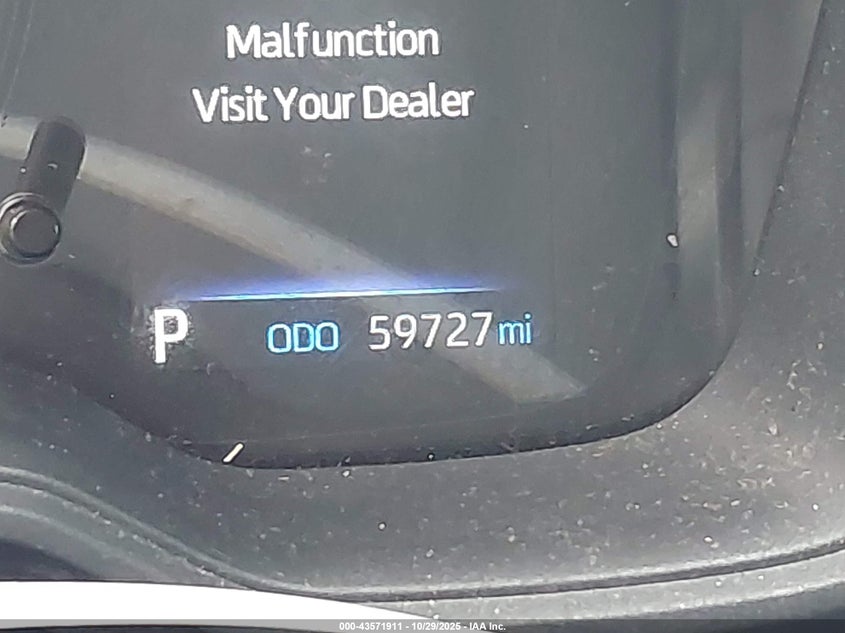 Malfunction
Visit Your Dealer
P ODO 59727 mi
000-43571911 - 10/29/2025 - IAA Inc.